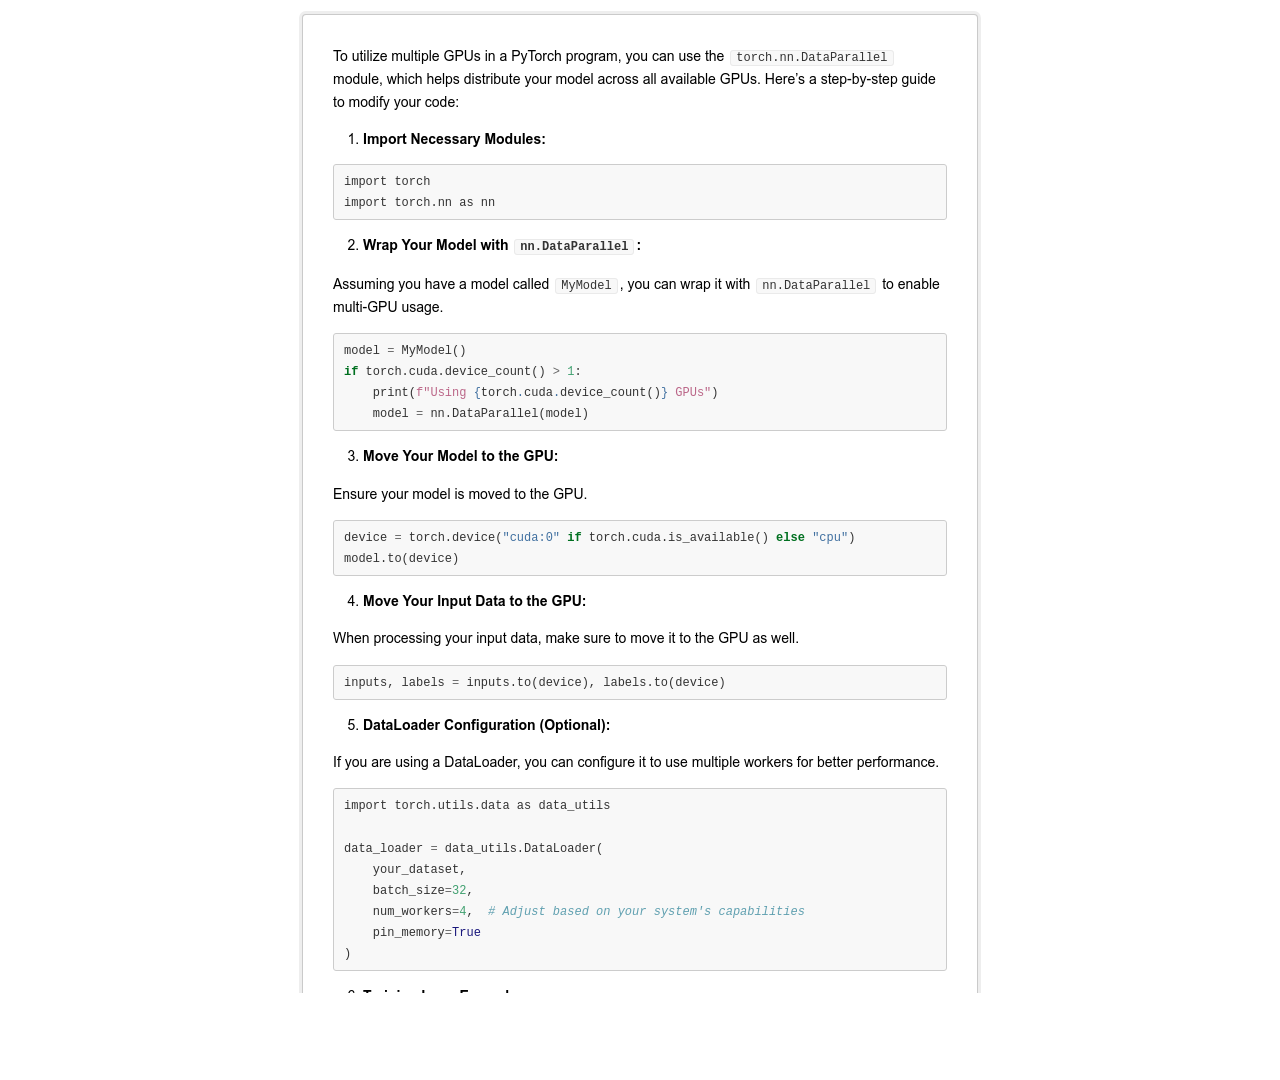 To utilize multiple GPUs in a PyTorch program, you can use the torch.nn.DataParallel
module, which helps distribute your model across all available GPUs. Here’s a step-by-step guide
to modify your code:
1. Import Necessary Modules:
import torch
import torch.nn as nn
2. Wrap Your Model with nn.DataParallel :
Assuming you have a model called MyModel , you can wrap it with nn.DataParallel to enable
multi-GPU usage.
model = MyModel()
if torch.cuda.device_count() > 1:
    print(f"Using {torch.cuda.device_count()} GPUs")
    model = nn.DataParallel(model)
3. Move Your Model to the GPU:
Ensure your model is moved to the GPU.
device = torch.device("cuda:0" if torch.cuda.is_available() else "cpu")
model.to(device)
4. Move Your Input Data to the GPU:
When processing your input data, make sure to move it to the GPU as well.
inputs, labels = inputs.to(device), labels.to(device)
5. DataLoader Configuration (Optional):
If you are using a DataLoader, you can configure it to use multiple workers for better performance.
import torch.utils.data as data_utils

data_loader = data_utils.DataLoader(
    your_dataset,
    batch_size=32,
    num_workers=4,  # Adjust based on your system's capabilities
    pin_memory=True
)